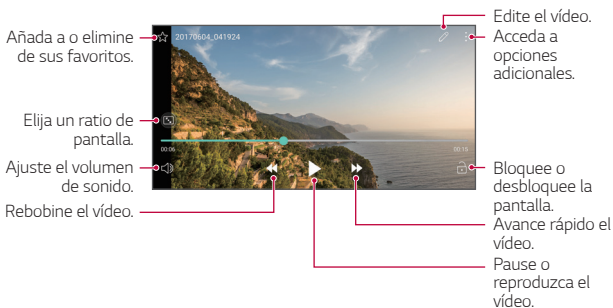 Añada a o elimine
de sus favoritos.
Elija un ratio de
pantalla.
Ajuste el volumen
de sonido.
Rebobine el vídeo.
20170604_041924
00:06
00:15
Edite el vídeo.
Acceda a
opciones
adicionales.
Bloquee o
desbloquee la
pantalla.
Avance rápido el
vídeo.
Pause o
reproduzca el
vídeo.